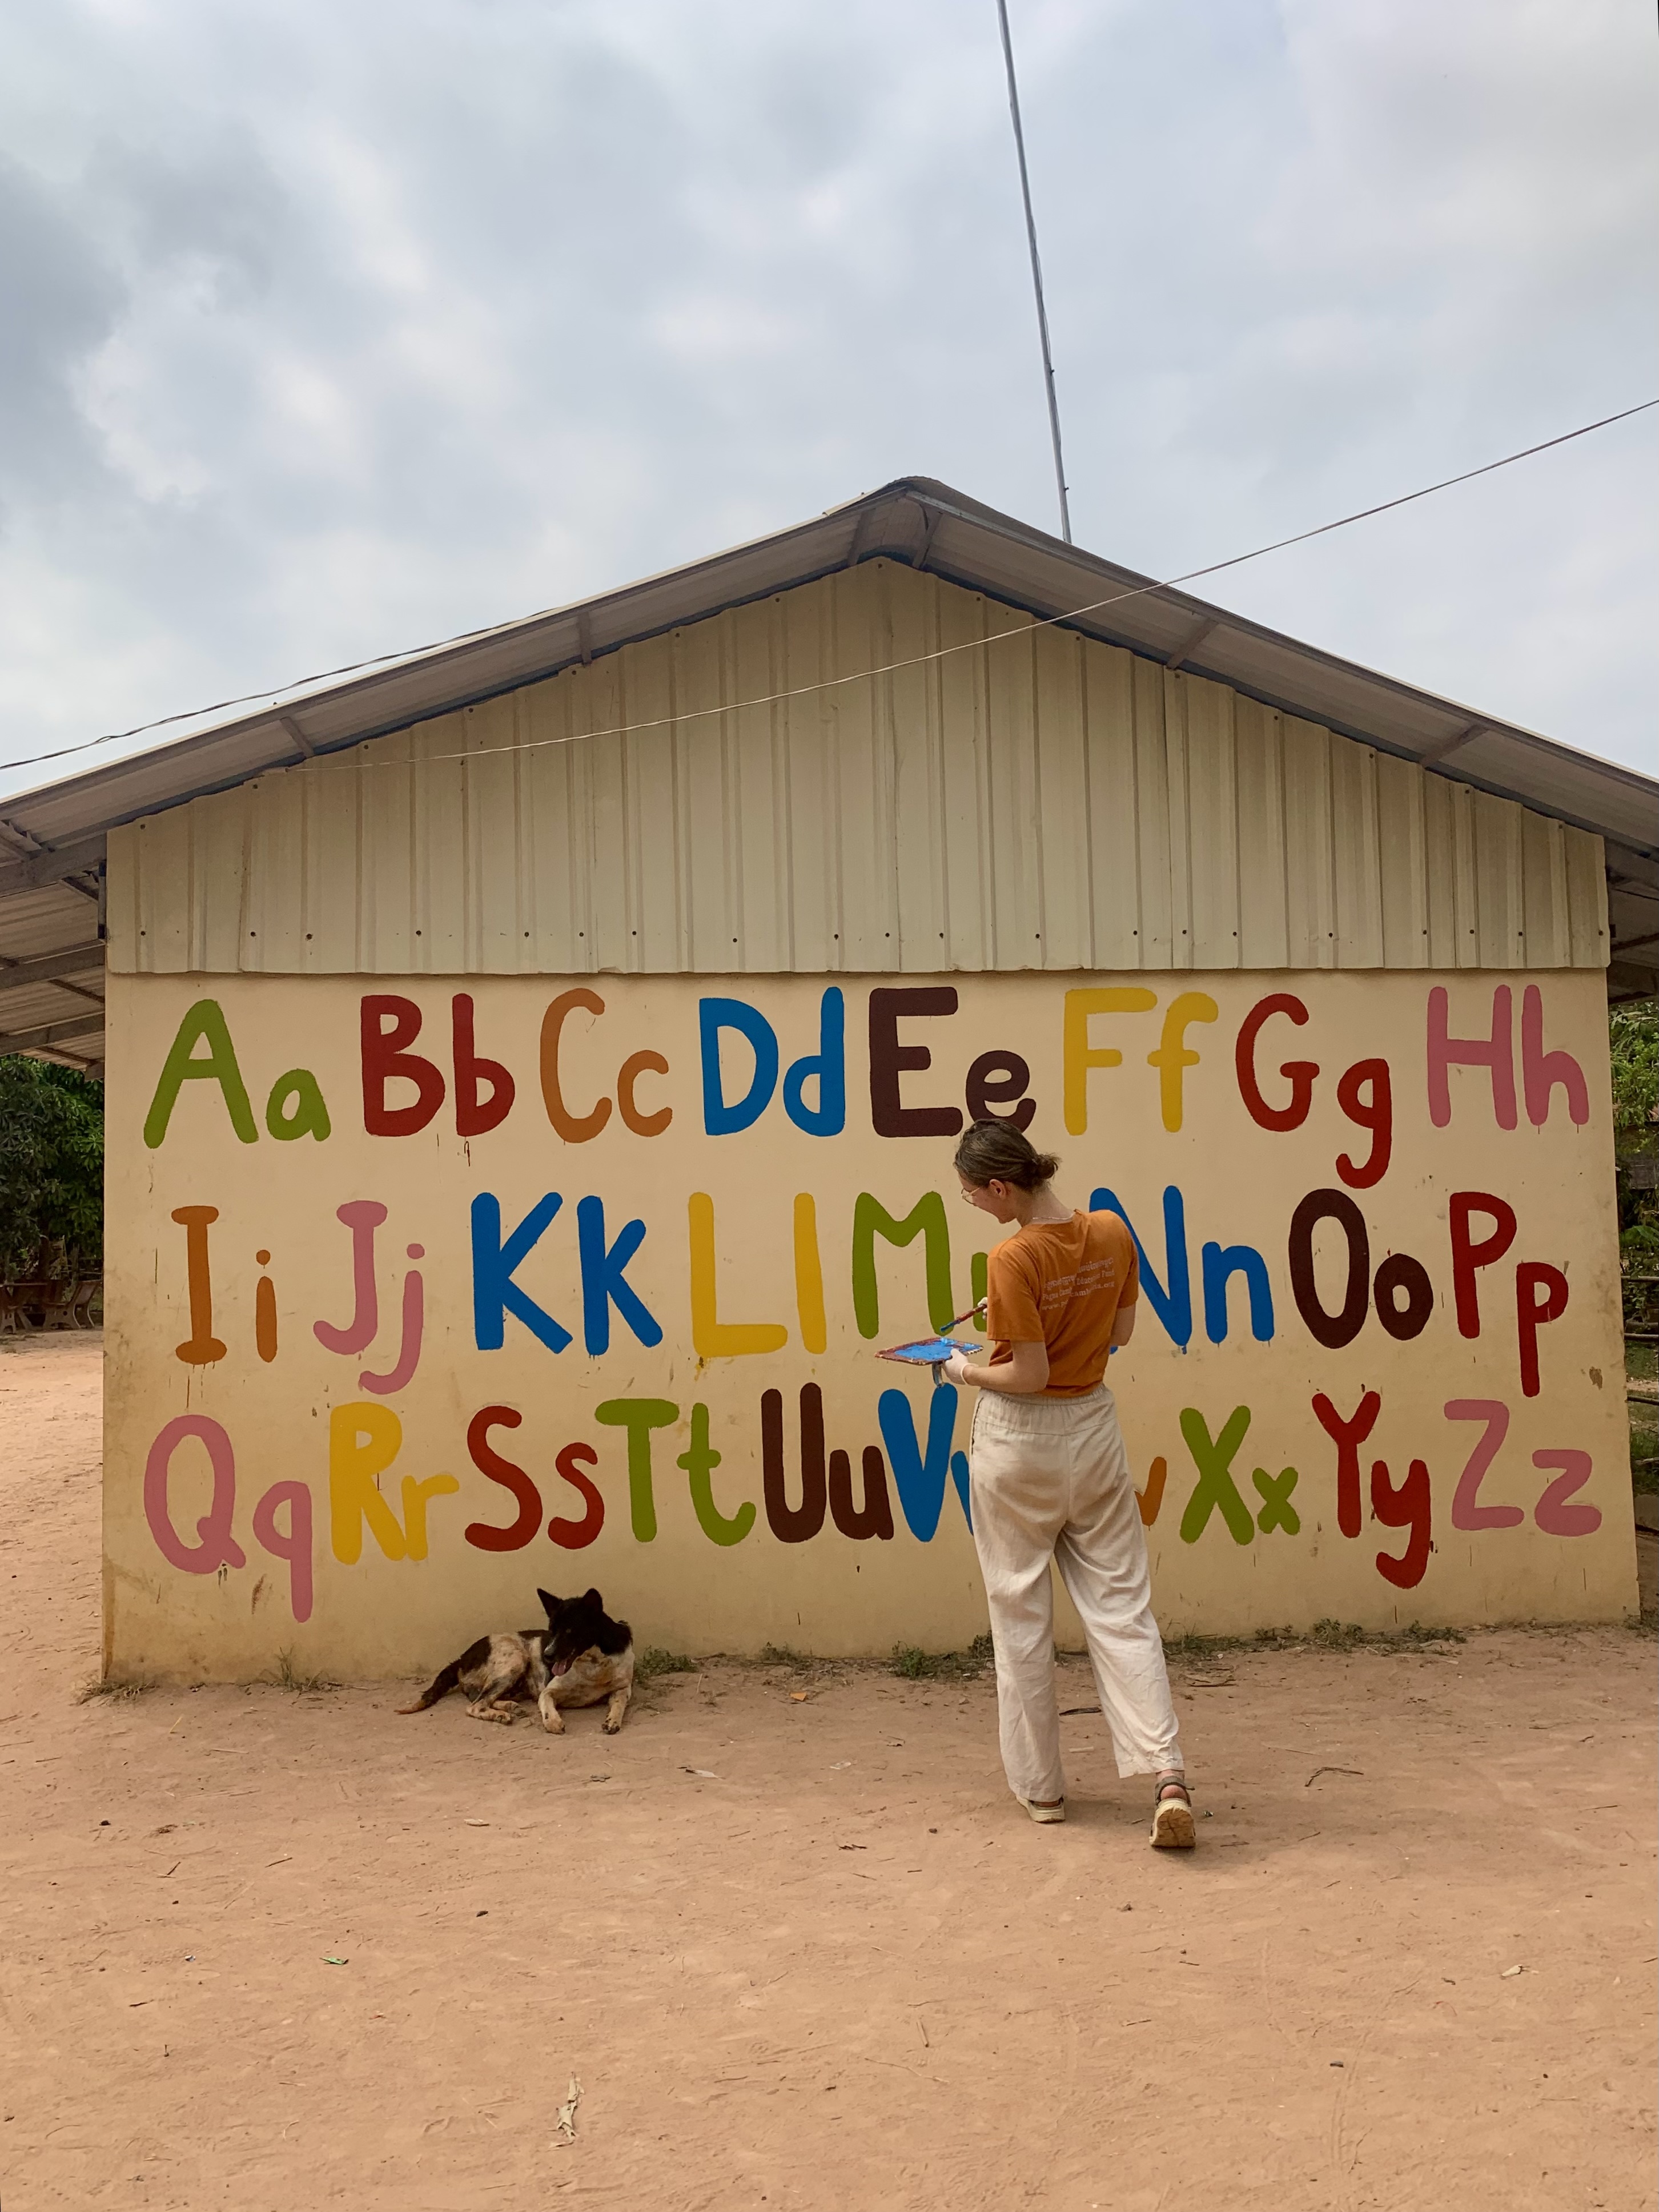 Aa Bb Cc Dd Ee Ff Gg Hh
Ii Jj Kk Ll M Nn Oo Pp
Qq Rr Ss Tt Uu Vv w Xx Yy Zz